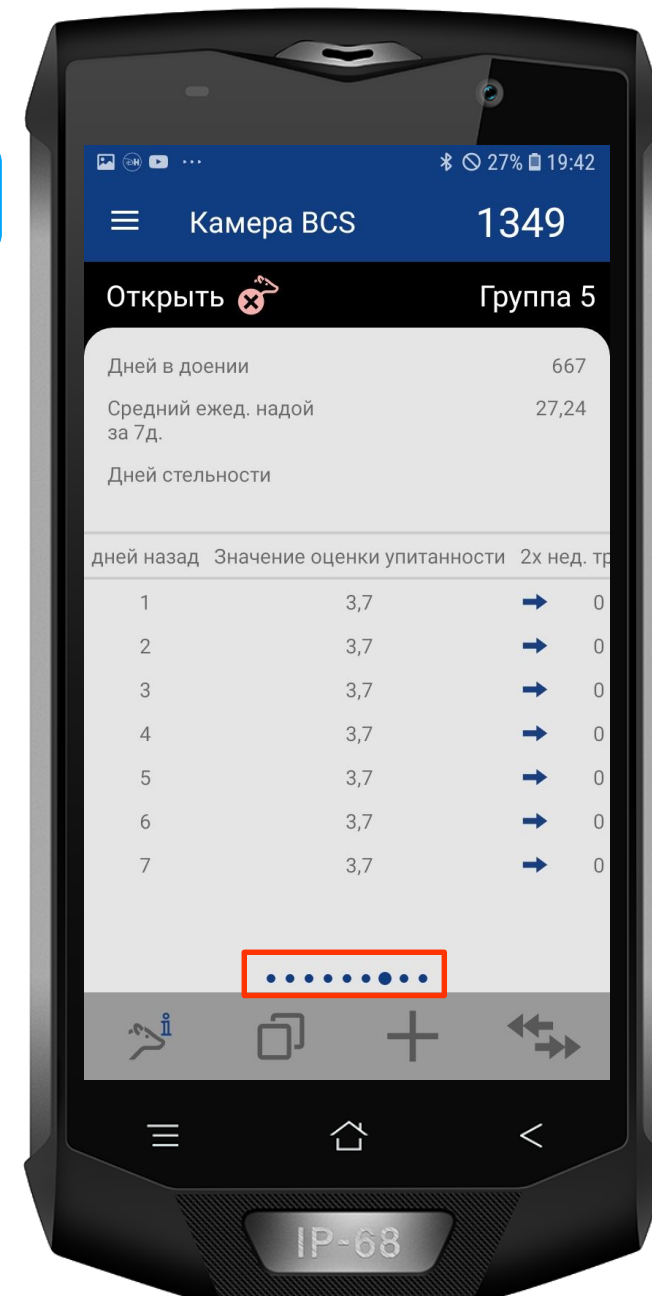 27% 19:42
Камера BCS 1349
Открыть Группа 5
Дней в доении 667
Средний ежед. надой 27,24
за 7д.
Дней стельности
дней назад Значение оценки упитанности 2х нед. тр
1 3,7 0
2 3,7 0
3 3,7 0
4 3,7 0
5 3,7 0
6 3,7 0
7 3,7 0
IP-68